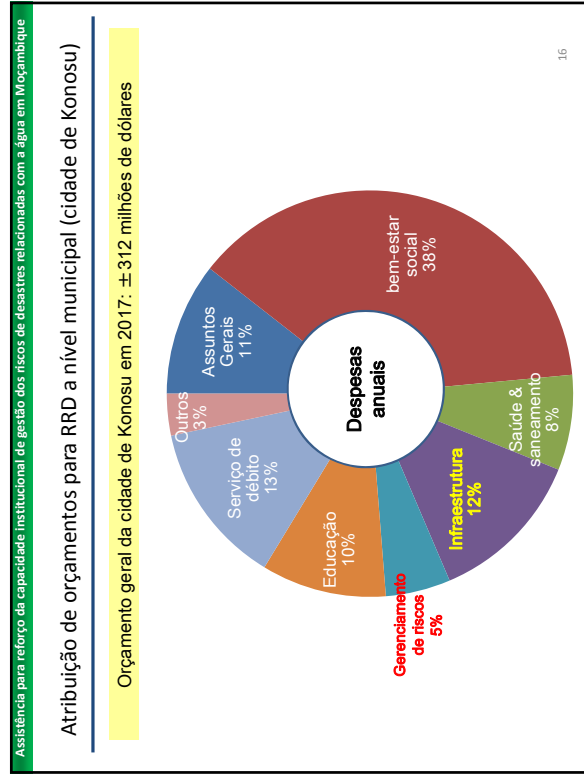 Assistência para reforço da capacidade institucional de gestão dos riscos de desastres relacionadas com a água em Moçambique
Atribuição de orçamentos para RRD a nível municipal (cidade de Konosu)
Orçamento geral da cidade de Konosu em 2017: ±312 milhões de dólares
Assuntos
Gerais
11%
bem-estar
social
38%
Saúde &
saneamento
8%
Infraestrutura
12%
Gerenciamento
de riscos
5%
Educação
10%
Serviço de
débito
13%
Outros
3%
Despesas
anuais
16